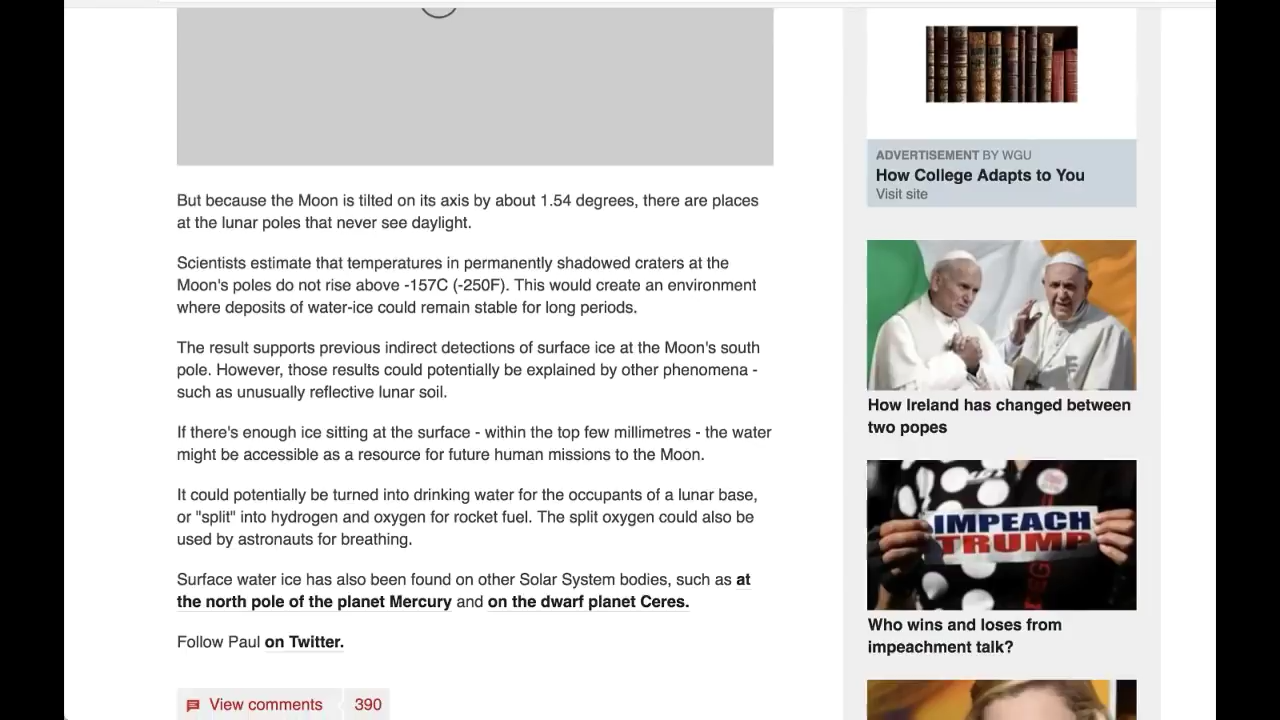 But because the Moon is tilted on its axis by about 1.54 degrees, there are places
at the lunar poles that never see daylight.
Scientists estimate that temperatures in permanently shadowed craters at the
Moon's poles do not rise above -157C (-250F). This would create an environment
where deposits of water-ice could remain stable for long periods.
The result supports previous indirect detections of surface ice at the Moon's south
pole. However, those results could potentially be explained by other phenomena -
such as unusually reflective lunar soil.
If there's enough ice sitting at the surface - within the top few millimetres - the water
might be accessible as a resource for future human missions to the Moon.
It could potentially be turned into drinking water for the occupants of a lunar base,
or "split" into hydrogen and oxygen for rocket fuel. The split oxygen could also be
used by astronauts for breathing.
Surface water ice has also been found on other Solar System bodies, such as at
the north pole of the planet Mercury and on the dwarf planet Ceres.
Follow Paul on Twitter.
View comments 390
ADVERTISEMENT BY WGU
How College Adapts to You
Visit site
How Ireland has changed between
two popes
IMPEACH
TRUMP
Who wins and loses from
impeachment talk?